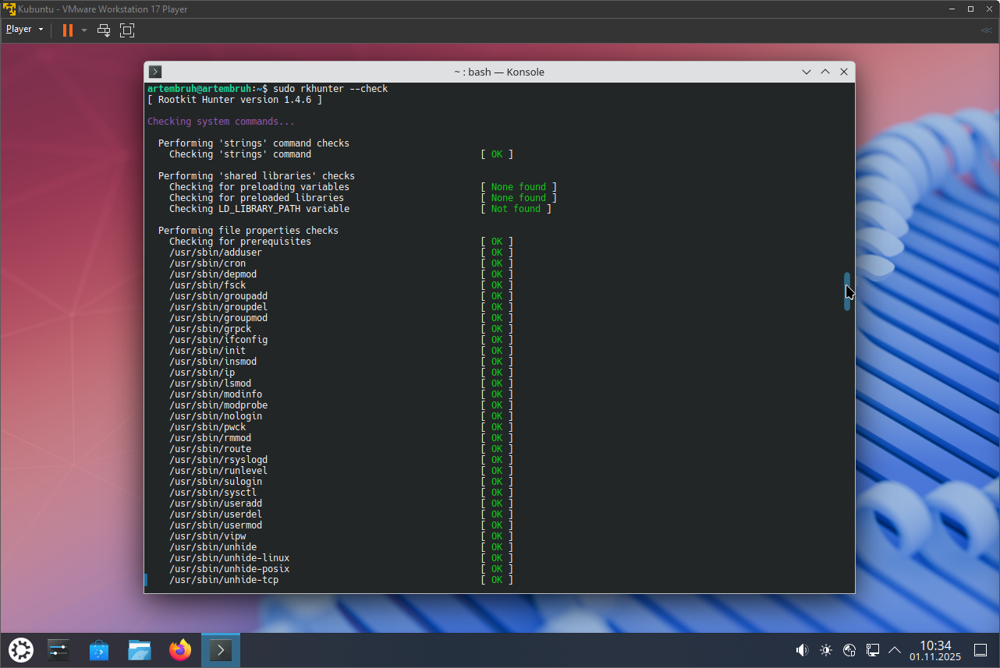 Kubuntu - VMware Workstation 17 Player
Player
~ : bash — Konsole
artembruh@artembruh:~$ sudo rkhunter --check
[ Rootkit Hunter version 1.4.6 ]
Checking system commands...
Performing 'strings' command checks
Checking 'strings' command [ OK ]
Performing 'shared libraries' checks
Checking for preloading variables [ None found ]
Checking for preloaded libraries [ None found ]
Checking LD_LIBRARY_PATH variable [ Not found ]
Performing file properties checks
Checking for prerequisites [ OK ]
/usr/sbin/adduser [ OK ]
/usr/sbin/cron [ OK ]
/usr/sbin/depmod [ OK ]
/usr/sbin/fsck [ OK ]
/usr/sbin/groupadd [ OK ]
/usr/sbin/groupdel [ OK ]
/usr/sbin/groupmod [ OK ]
/usr/sbin/grpck [ OK ]
/usr/sbin/ifconfig [ OK ]
/usr/sbin/init [ OK ]
/usr/sbin/insmod [ OK ]
/usr/sbin/ip [ OK ]
/usr/sbin/lsmod [ OK ]
/usr/sbin/modinfo [ OK ]
/usr/sbin/modprobe [ OK ]
/usr/sbin/nologin [ OK ]
/usr/sbin/pwck [ OK ]
/usr/sbin/rmmod [ OK ]
/usr/sbin/route [ OK ]
/usr/sbin/rsyslogd [ OK ]
/usr/sbin/runlevel [ OK ]
/usr/sbin/sulogin [ OK ]
/usr/sbin/sysctl [ OK ]
/usr/sbin/useradd [ OK ]
/usr/sbin/userdel [ OK ]
/usr/sbin/usermod [ OK ]
/usr/sbin/vipw [ OK ]
/usr/sbin/unhide [ OK ]
/usr/sbin/unhide-linux [ OK ]
/usr/sbin/unhide-posix [ OK ]
/usr/sbin/unhide-tcp [ OK ]
10:34
01.11.2025